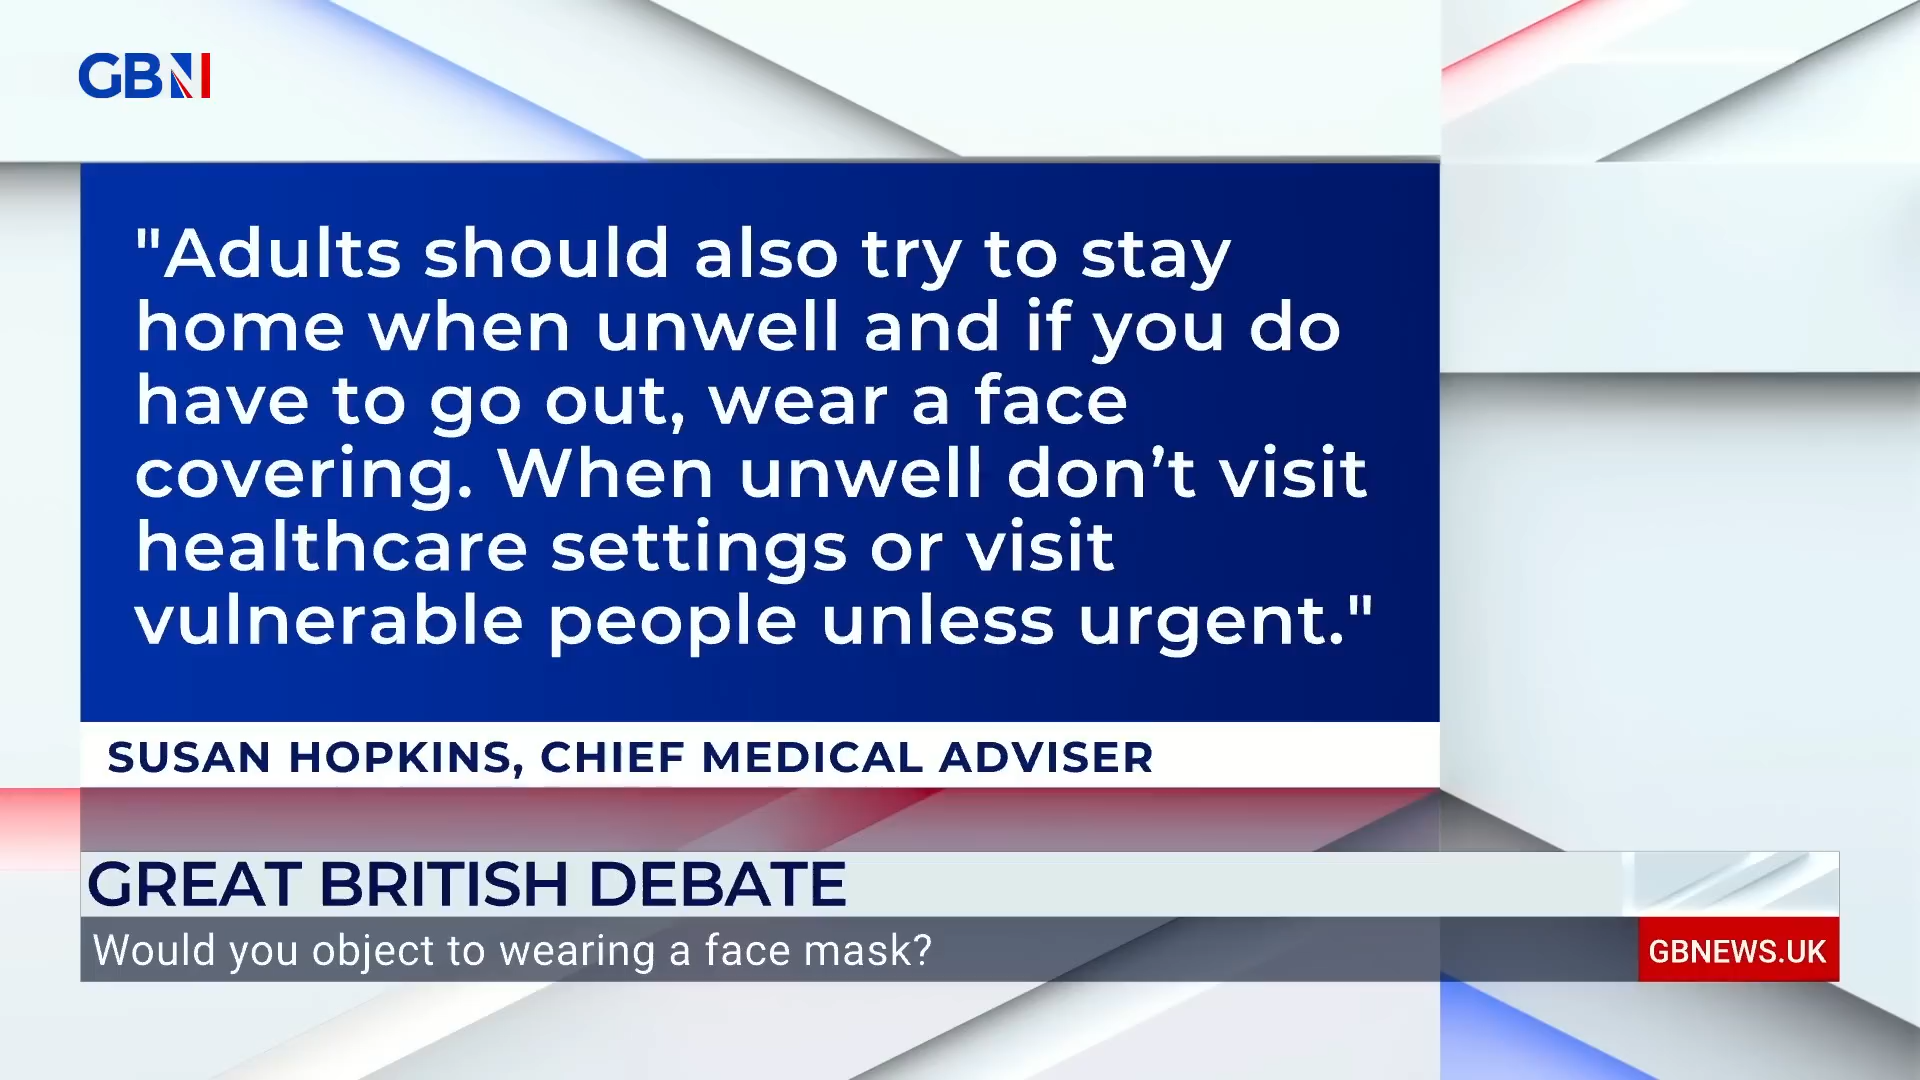 GBN
"Adults should also try to stay
home when unwell and if you do
have to go out, wear a face
covering. When unwell don’t visit
healthcare settings or visit
vulnerable people unless urgent."
SUSAN HOPKINS, CHIEF MEDICAL ADVISER
GREAT BRITISH DEBATE
Would you object to wearing a face mask?
GBNEWS.UK